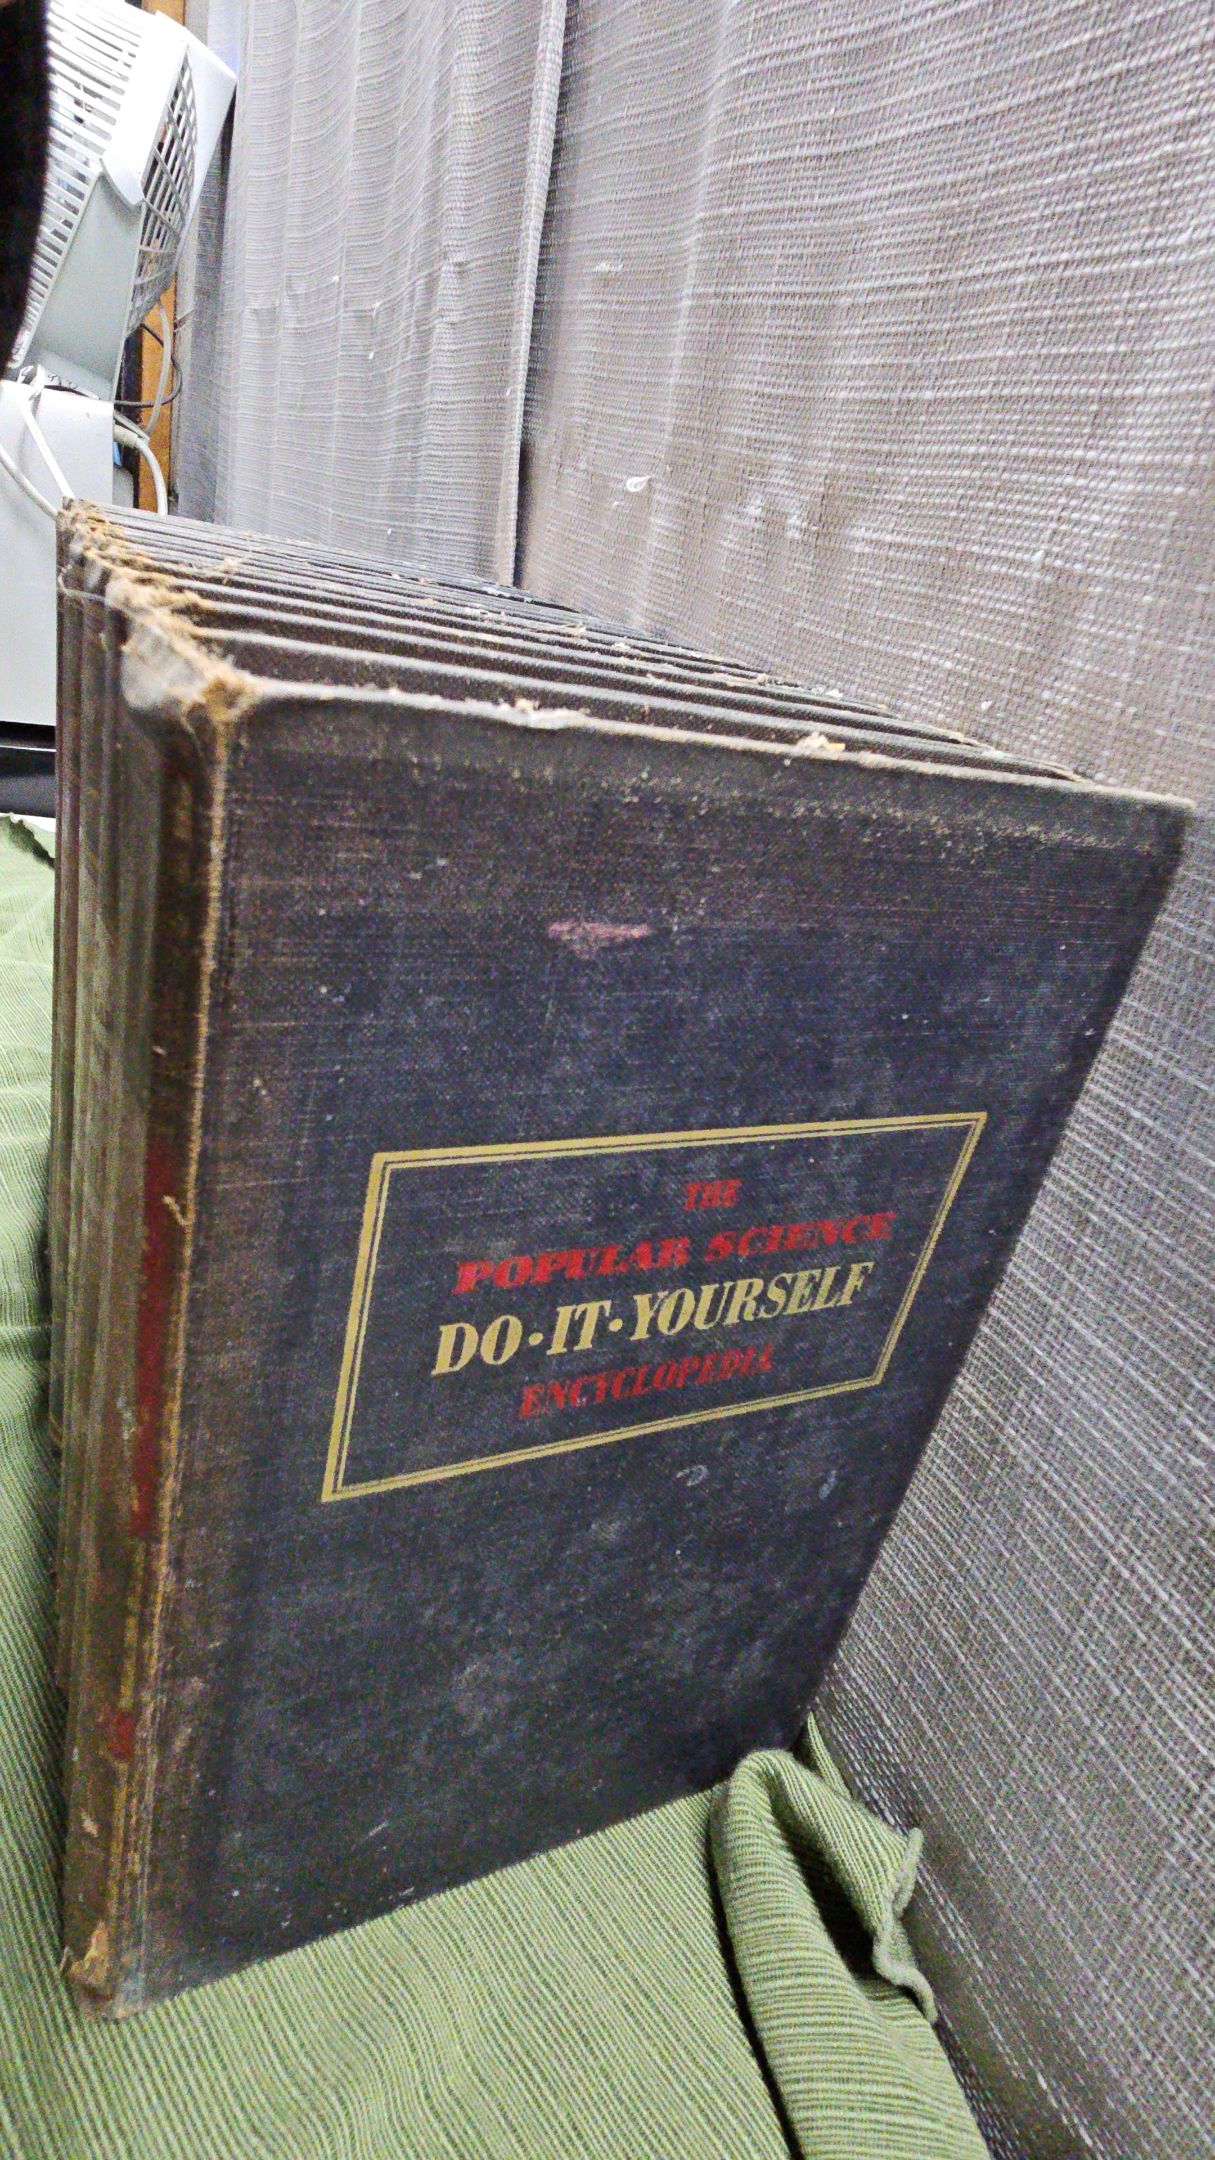 THE
POPULAR SCIENCE
DO·IT·YOURSELF
ENCYCLOPEDIA